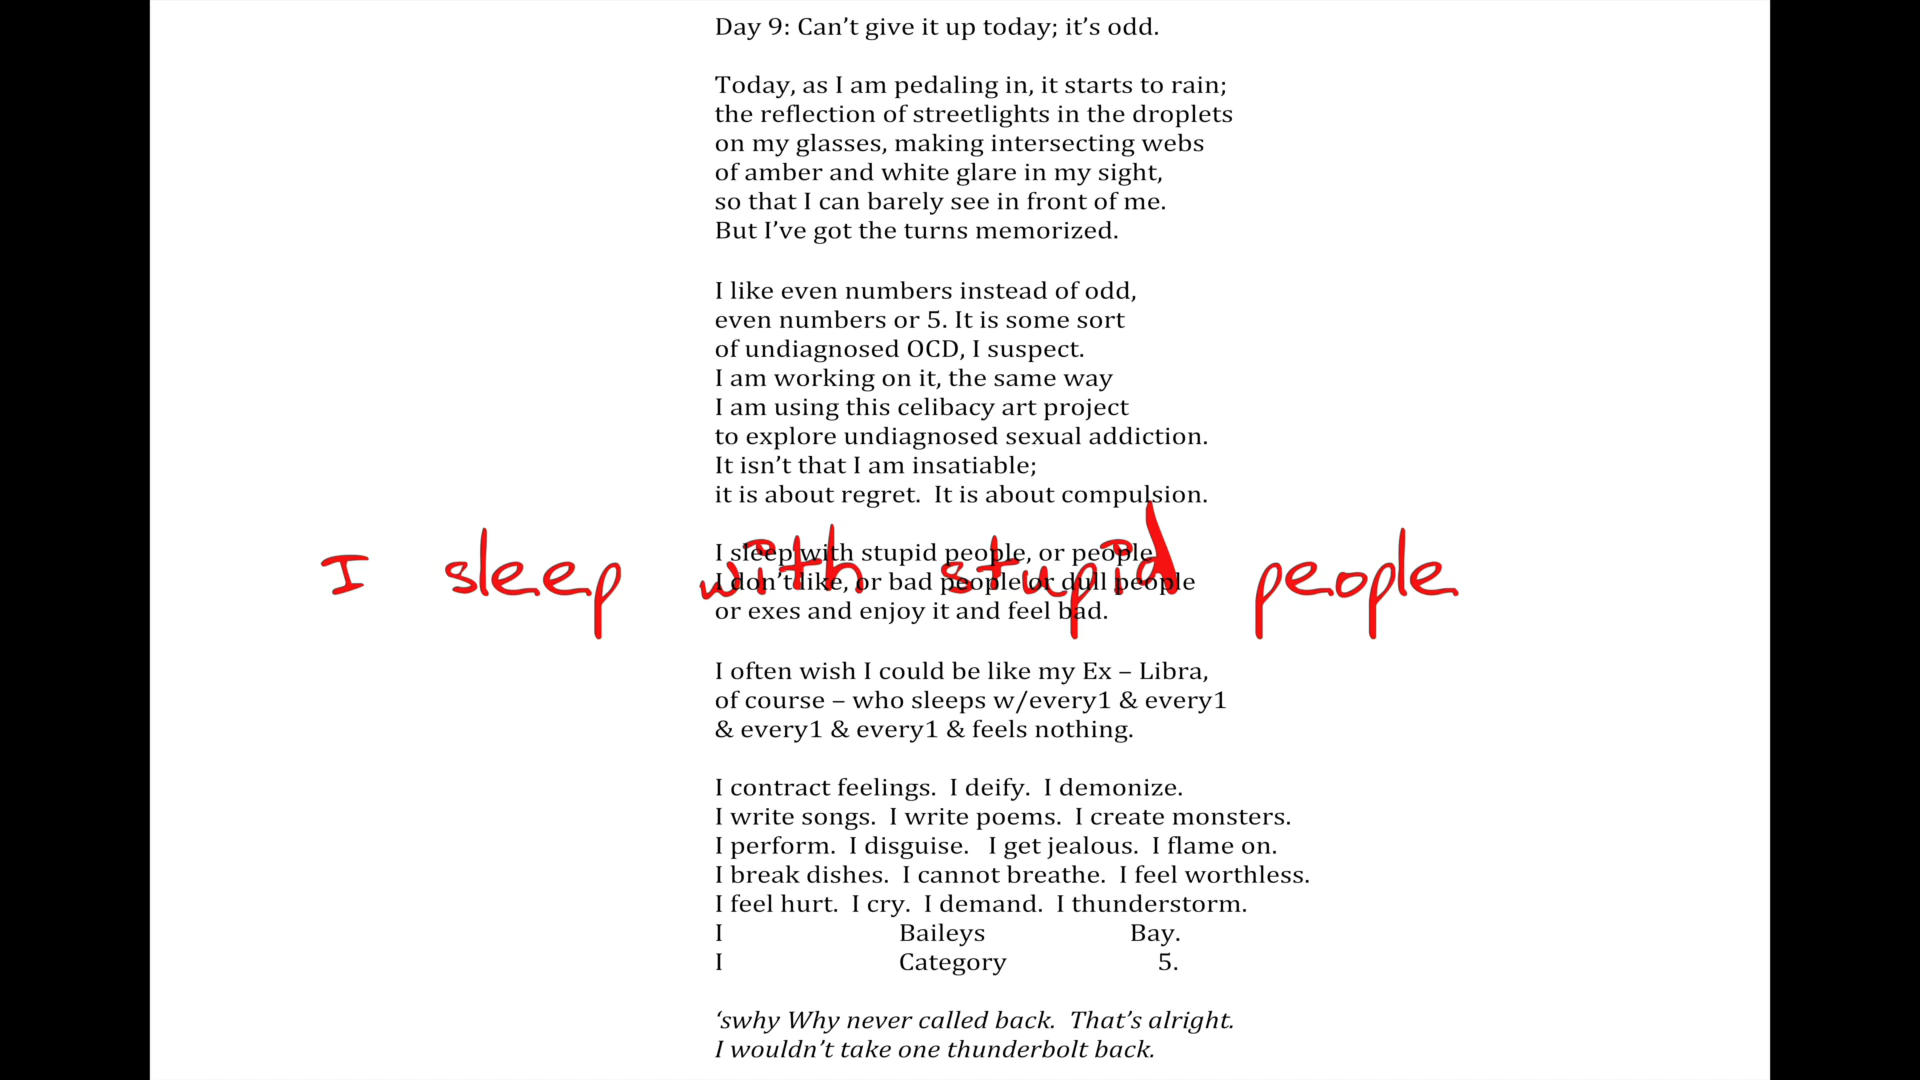 Day 9: Can’t give it up today; it’s odd.
Today, as I am pedaling in, it starts to rain;
the reflection of streetlights in the droplets
on my glasses, making intersecting webs
of amber and white glare in my sight,
so that I can barely see in front of me.
But I’ve got the turns memorized.
I like even numbers instead of odd,
even numbers or 5. It is some sort
of undiagnosed OCD, I suspect.
I am working on it, the same way
I am using this celibacy art project
to explore undiagnosed sexual addiction.
It isn’t that I am insatiable;
it is about regret.  It is about compulsion.
I sleep with stupid people, or people
I don’t like, or bad people or dull people
or exes and enjoy it and feel bad.
I sleep with stupid people
I often wish I could be like my Ex – Libra,
of course – who sleeps w/every1 & every1
& every1 & every1 & feels nothing.
I contract feelings.  I deify.  I demonize.
I write songs.  I write poems.  I create monsters.
I perform.  I disguise.   I get jealous.  I flame on.
I break dishes.  I cannot breathe.  I feel worthless.
I feel hurt.  I cry.  I demand.  I thunderstorm.
I Baileys Bay.
I Category 5.
‘swhy Why never called back.  That’s alright.
I wouldn’t take one thunderbolt back.